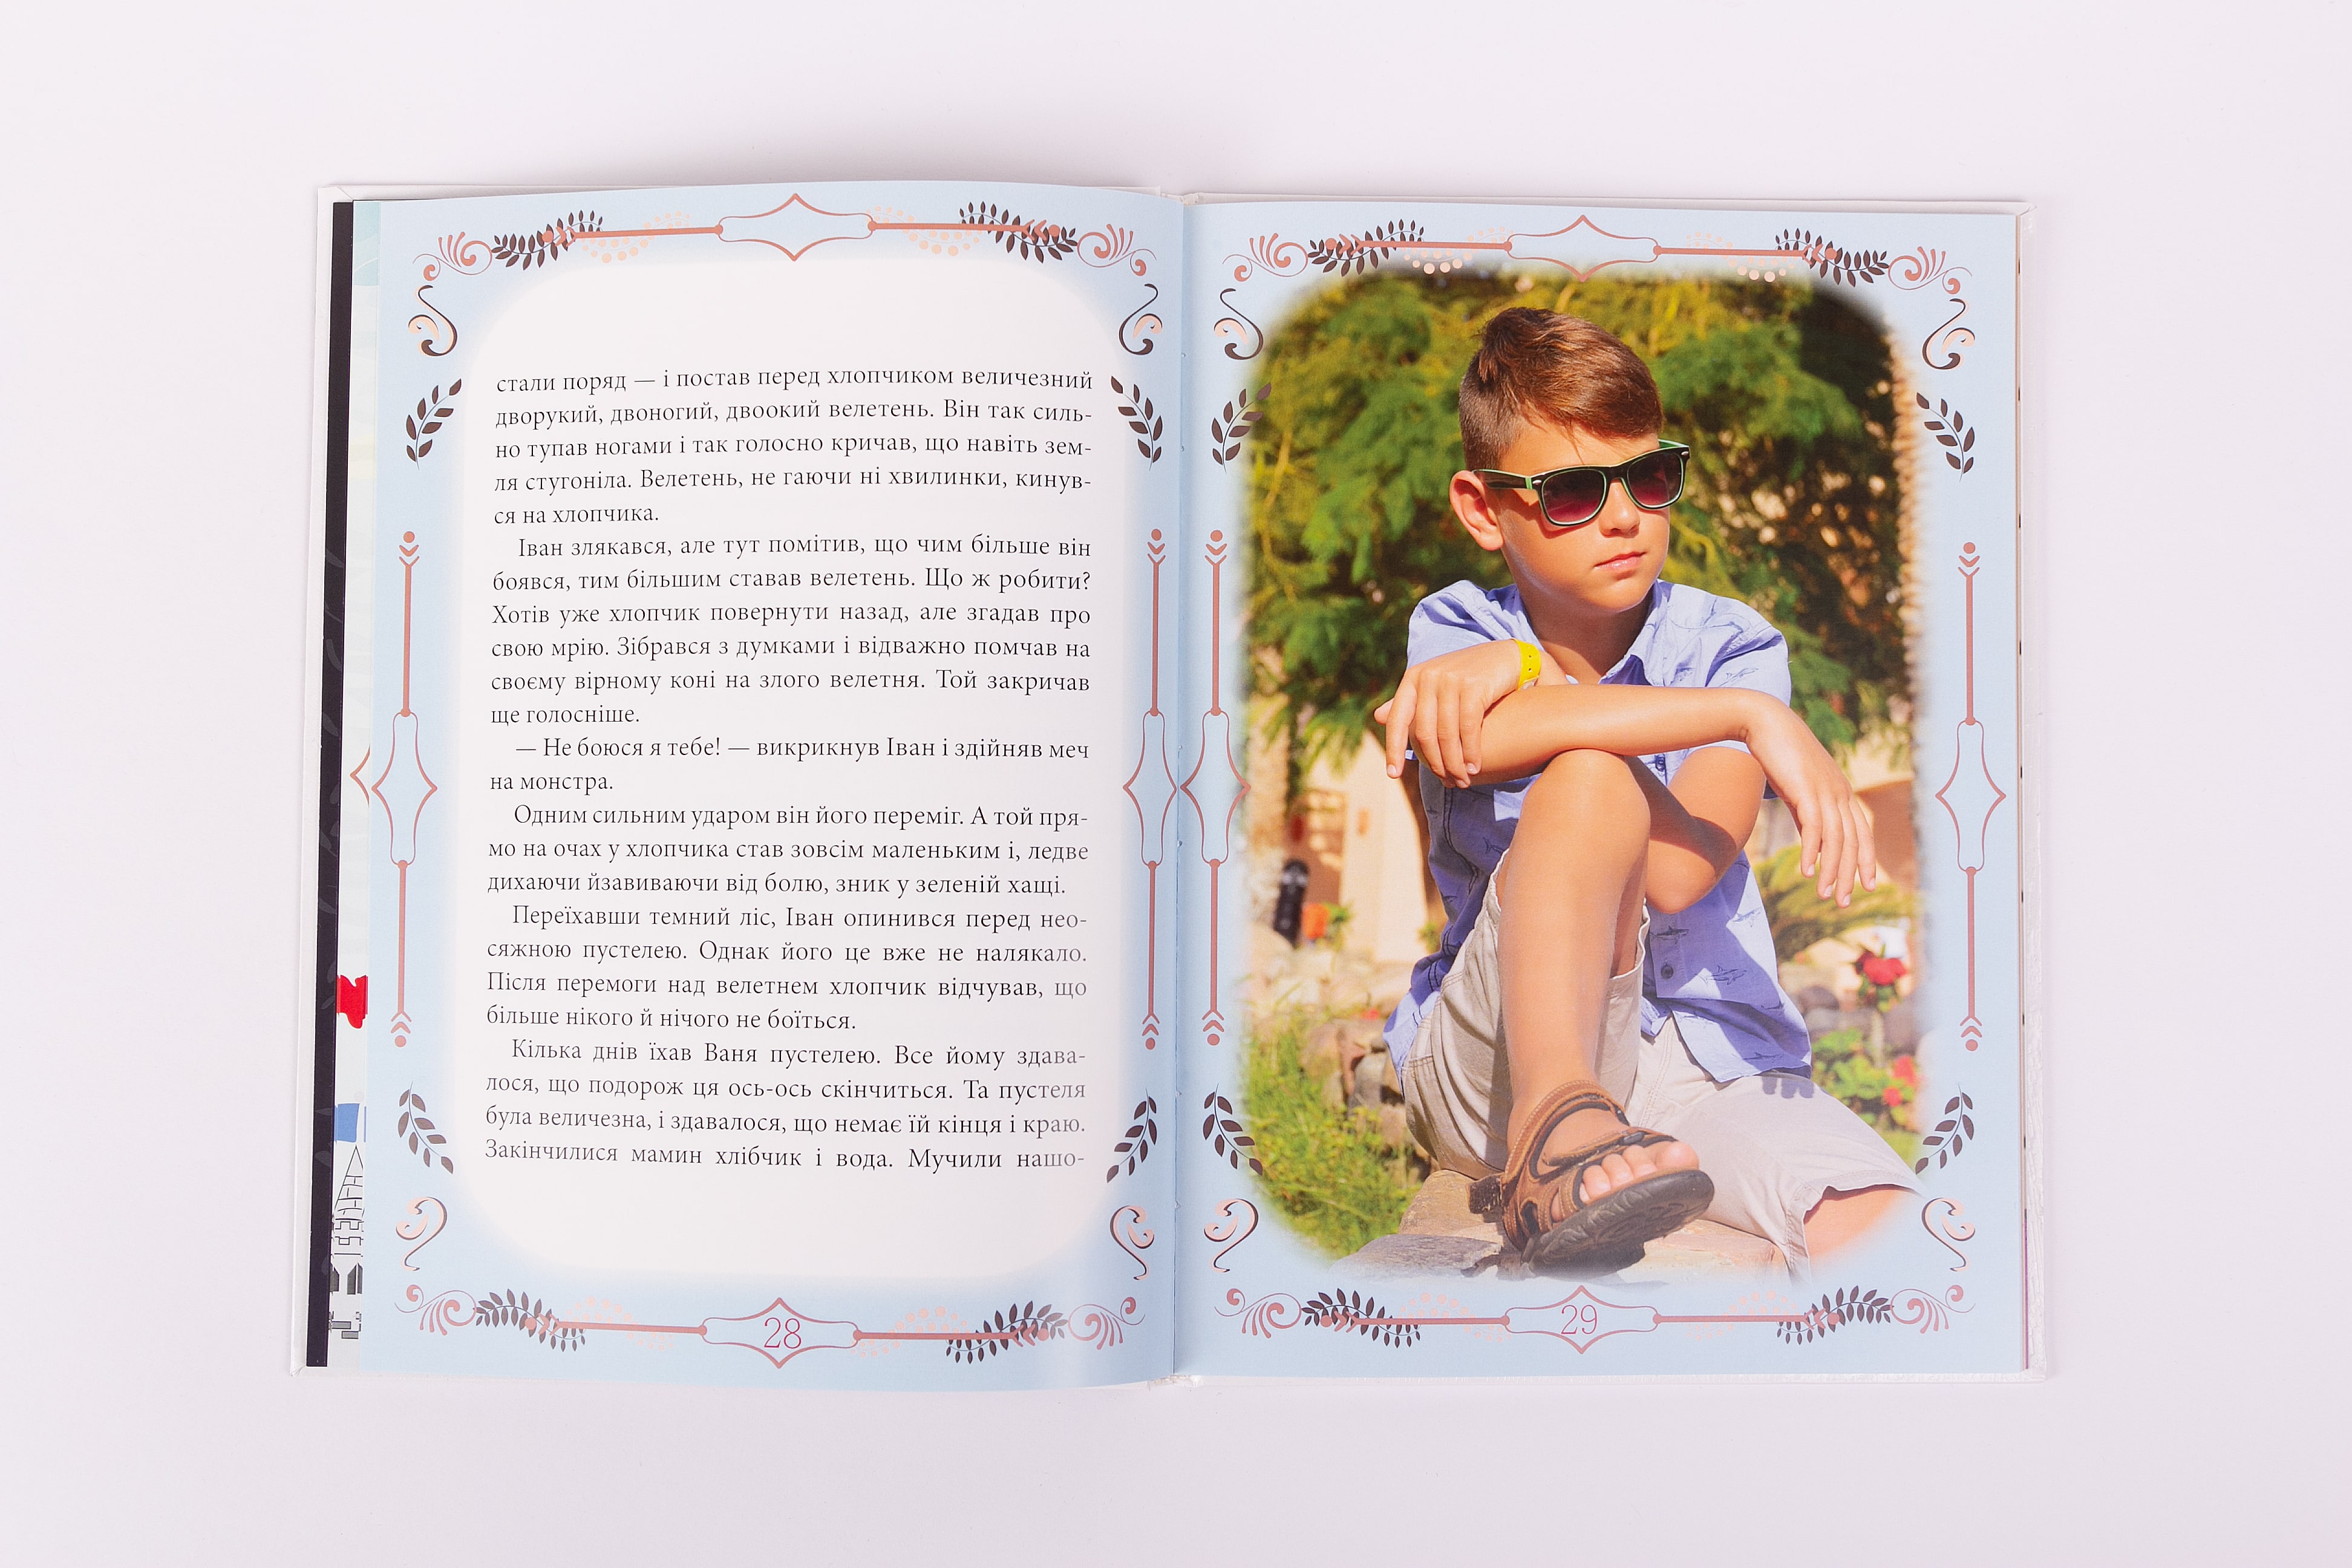 стали поряд — і постав перед хлопчиком величезний
дворукий, двоногий, двоокий велетень. Він так силь-
но тупав ногами і так голосно кричав, що навіть зем-
ля стугоніла. Велетень, не гаючи ні хвилинки, кинув-
ся на хлопчика.
Іван злякався, але тут помітив, що чим більше він
боявся, тим більшим ставав велетень. Що ж робити?
Хотів уже хлопчик повернути назад, але згадав про
свою мрію. Зібрався з думками і відважно помчав на
своєму вірному коні на злого велетня. Той закричав
ще голосніше.
— Не боюся я тебе! — викрикнув Іван і здійняв меч
на монстра.
Одним сильним ударом він його переміг. А той пря-
мо на очах у хлопчика став зовсім маленьким і, ледве
дихаючи йзавиваючи від болю, зник у зеленій хащі.
Переїхавши темний ліс, Іван опинився перед нео-
сяжною пустелею. Однак його це вже не налякало.
Після перемоги над велетнем хлопчик відчував, що
більше нікого й нічого не боїться.
Кілька днів їхав Ваня пустелею. Все йому здава-
лося, що подорож ця ось-ось скінчиться. Та пустеля
була величезна, і здавалося, що немає їй кінця і краю.
Закінчилися мамин хлібчик і вода. Мучили нашо-
28
29